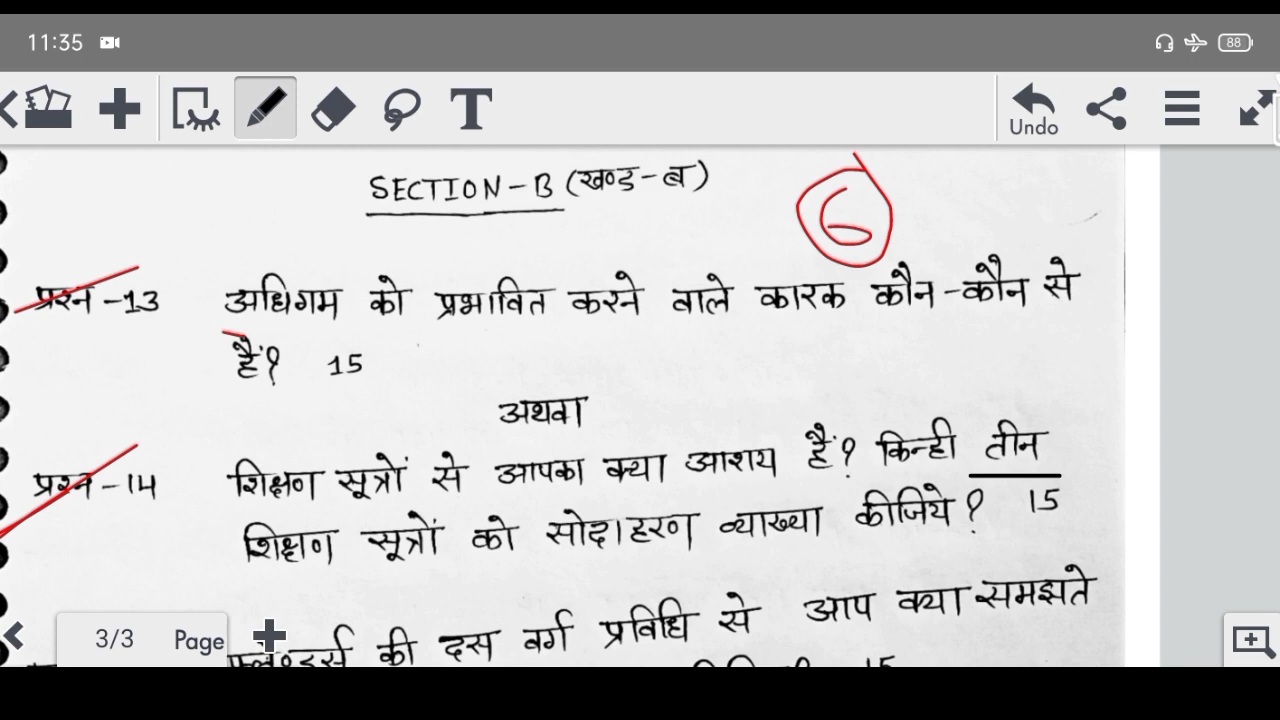 11:35
88
Undo
SECTION-B (खण्ड-ब)
6
प्रश्न -13 अधिगम को प्रभावित करने वाले कारक कौन-कौन से
हैं? 15
अथवा
प्रश्न -14 शिक्षण सूत्रों से आपका क्या आशय हैं? किन्ही तीन
शिक्षण सूत्रों को सोदाहरण व्याख्या कीजिये? 15
की दस वर्ग प्रविधि से आप क्या समझते
15
3/3 Page